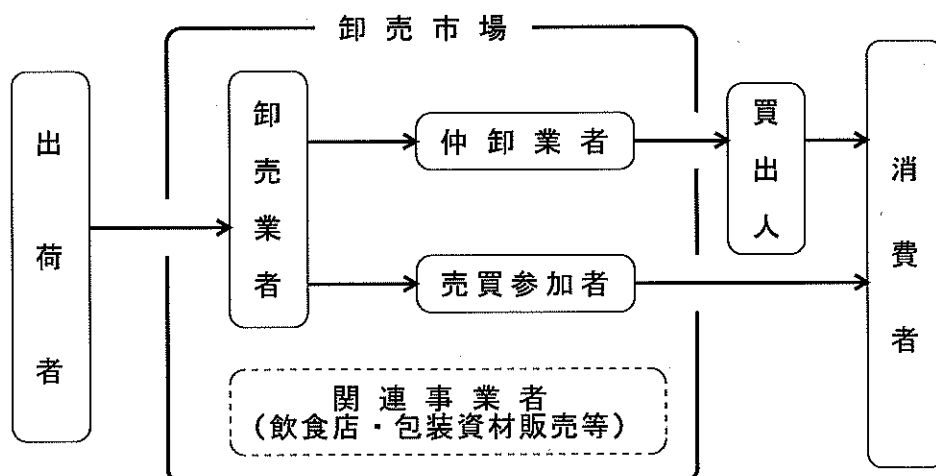 卸売市場
出荷者
卸売業者
仲卸業者
売買参加者
買出人
消費者
関連事業者
(飲食店・包装資材販売等)